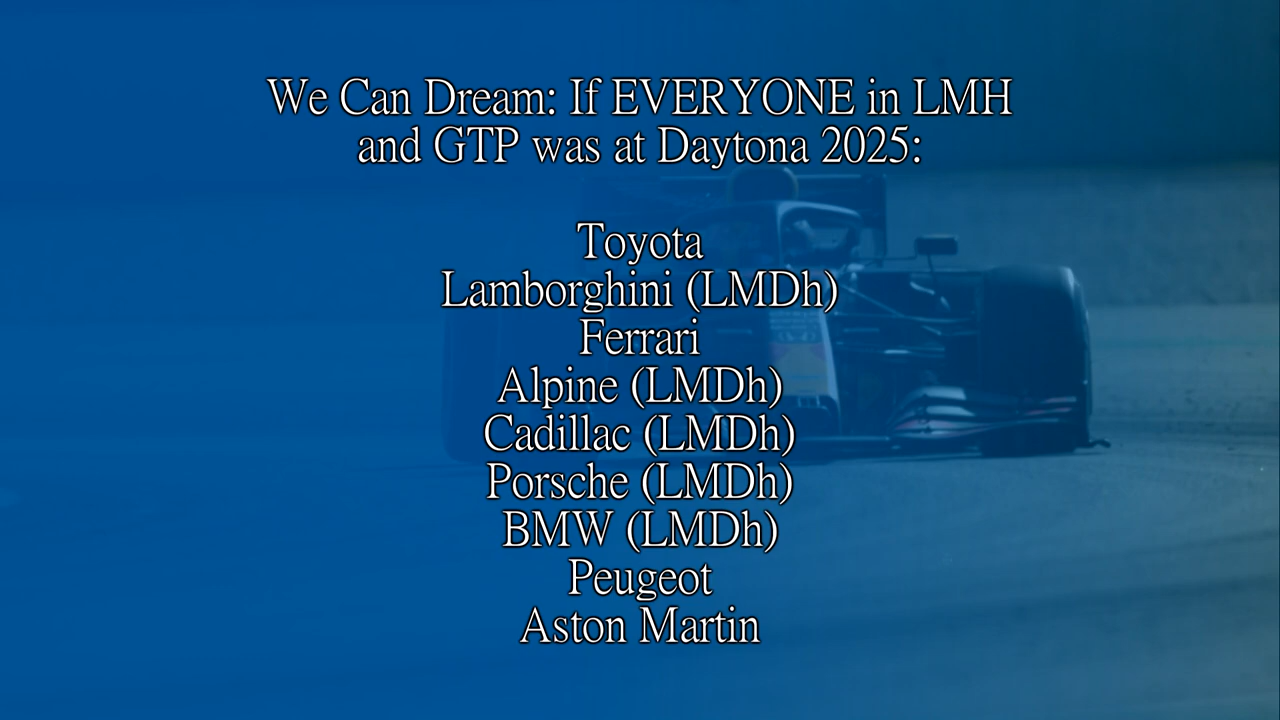 We Can Dream: If EVERYONE in LMH
and GTP was at Daytona 2025:
Toyota
Lamborghini (LMDh)
Ferrari
Alpine (LMDh)
Cadillac (LMDh)
Porsche (LMDh)
BMW (LMDh)
Peugeot
Aston Martin